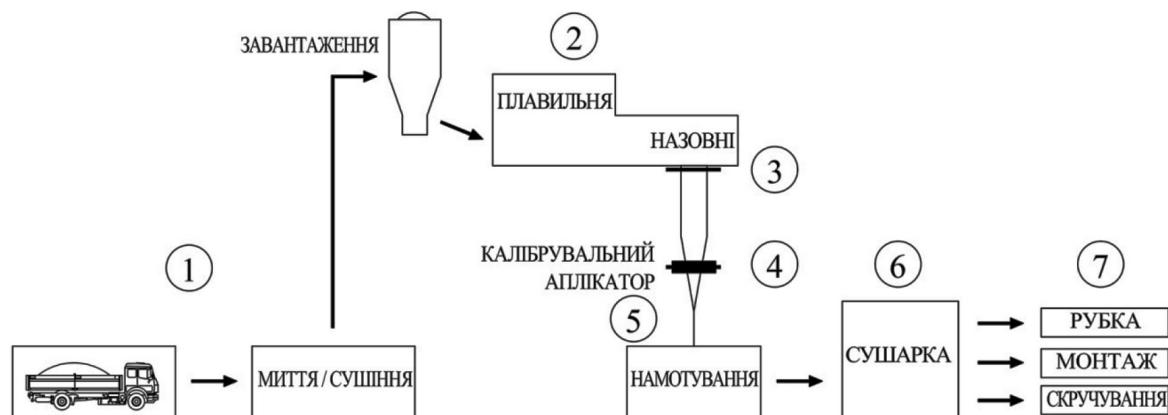 ЗАВАНТАЖЕННЯ
2
ПЛАВИЛЬНЯ
НАЗОВНІ
3
1
КАЛІБРУВАЛЬНИЙ
АПЛІКАТОР
4
6
7
5
МИТТЯ / СУШІННЯ
НАМОТУВАННЯ
СУШАРКА
РУБКА
МОНТАЖ
СКРУЧУВАННЯ